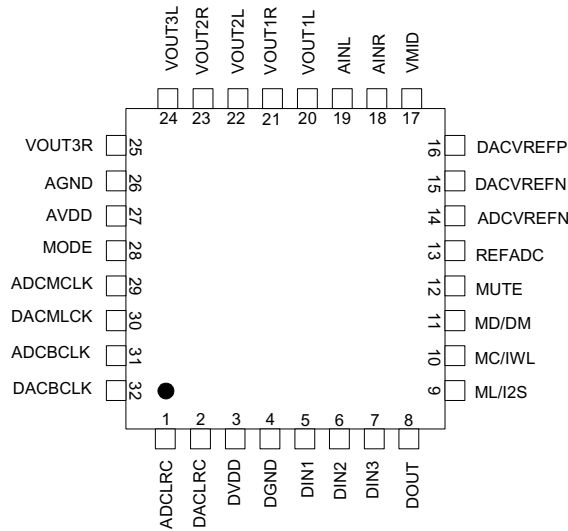 VOUT3L
VOUT2R
VOUT2L
VOUT1R
VOUT1L
AINL
AINR
VMID
24
23
22
21
20
19
18
17
VOUT3R
25
AGND
26
AVDD
27
MODE
28
ADCMCLK
29
DACMLCK
30
ADCBCLK
31
DACBCLK
32
16
DACVREFP
15
DACVREFN
14
ADCVREFN
13
REFADC
12
MUTE
11
MD/DM
10
MC/IWL
9
ML/I2S
1
2
3
4
5
6
7
8
ADCLRC
DACLRC
DVDD
DGND
DIN1
DIN2
DIN3
DOUT